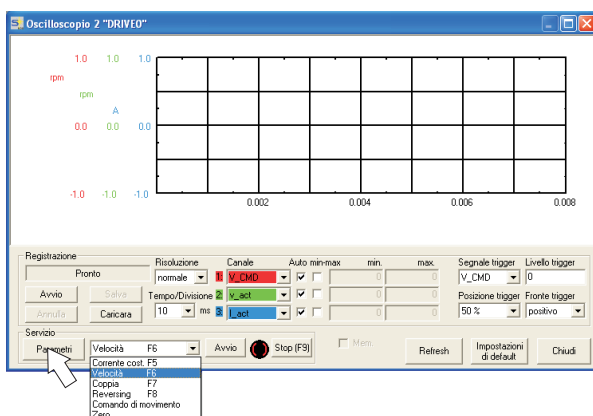 Oscilloscopio 2 "DRIVE0"
1.0 1.0 1.0
rpm
rpm
A
0.0 0.0 0.0
-1.0 -1.0 -1.0
0.002 0.004 0.006 0.008
Registrazione
Risoluzione Canale Auto min-max min. max. Segnale trigger Livello trigger
Pronto normale 1: V_CMD 0 0 V_CMD 0
Avvio Salva Tempo/Divisione 2: v_act 0 0 Posizione trigger Fronte trigger
Annulla Caricara 10 ms 3: I_act 0 0 50 % positivo
Servizio
Parametri Velocità F6 Avvio Stop (F9) Mem. Refresh Impostazioni di default Chiudi
Corrente cost. F5
Velocità F6
Coppia F7
Reversing F8
Comando di movimento
Zero